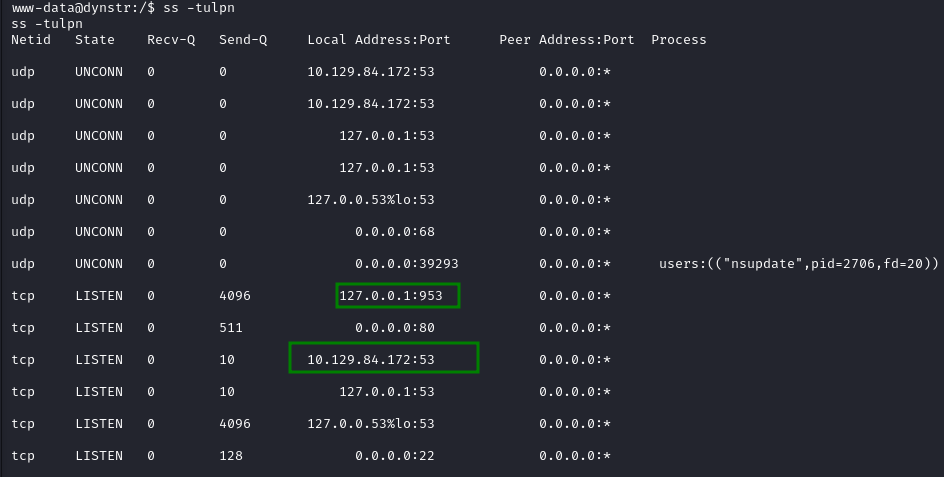 www-data@dynstr:/$ ss -tulpn
ss -tulpn
Netid State Recv-Q Send-Q Local Address:Port Peer Address:Port Process
udp UNCONN 0 0 10.129.84.172:53 0.0.0.0:*
udp UNCONN 0 0 10.129.84.172:53 0.0.0.0:*
udp UNCONN 0 0 127.0.0.1:53 0.0.0.0:*
udp UNCONN 0 0 127.0.0.1:53 0.0.0.0:*
udp UNCONN 0 0 127.0.0.53%lo:53 0.0.0.0:*
udp UNCONN 0 0 0.0.0.0:68 0.0.0.0:*
udp UNCONN 0 0 0.0.0.0:39293 0.0.0.0:* users:(("nsupdate",pid=2706,fd=20))
tcp LISTEN 0 4096 127.0.0.1:953 0.0.0.0:*
tcp LISTEN 0 511 0.0.0.0:80 0.0.0.0:*
tcp LISTEN 0 10 10.129.84.172:53 0.0.0.0:*
tcp LISTEN 0 10 127.0.0.1:53 0.0.0.0:*
tcp LISTEN 0 4096 127.0.0.53%lo:53 0.0.0.0:*
tcp LISTEN 0 128 0.0.0.0:22 0.0.0.0:*